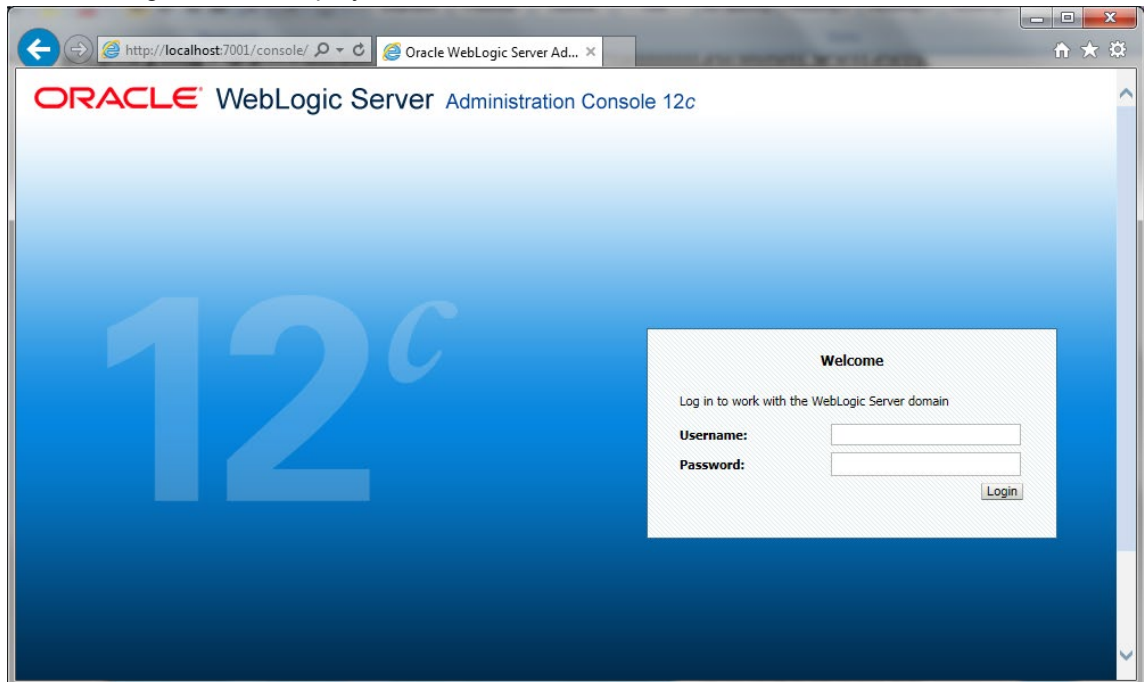 http://localhost:7001/console/
Oracle WebLogic Server Ad...
ORACLE WebLogic Server Administration Console 12c
12c
Welcome
Log in to work with the WebLogic Server domain
Username:
Password:
Login